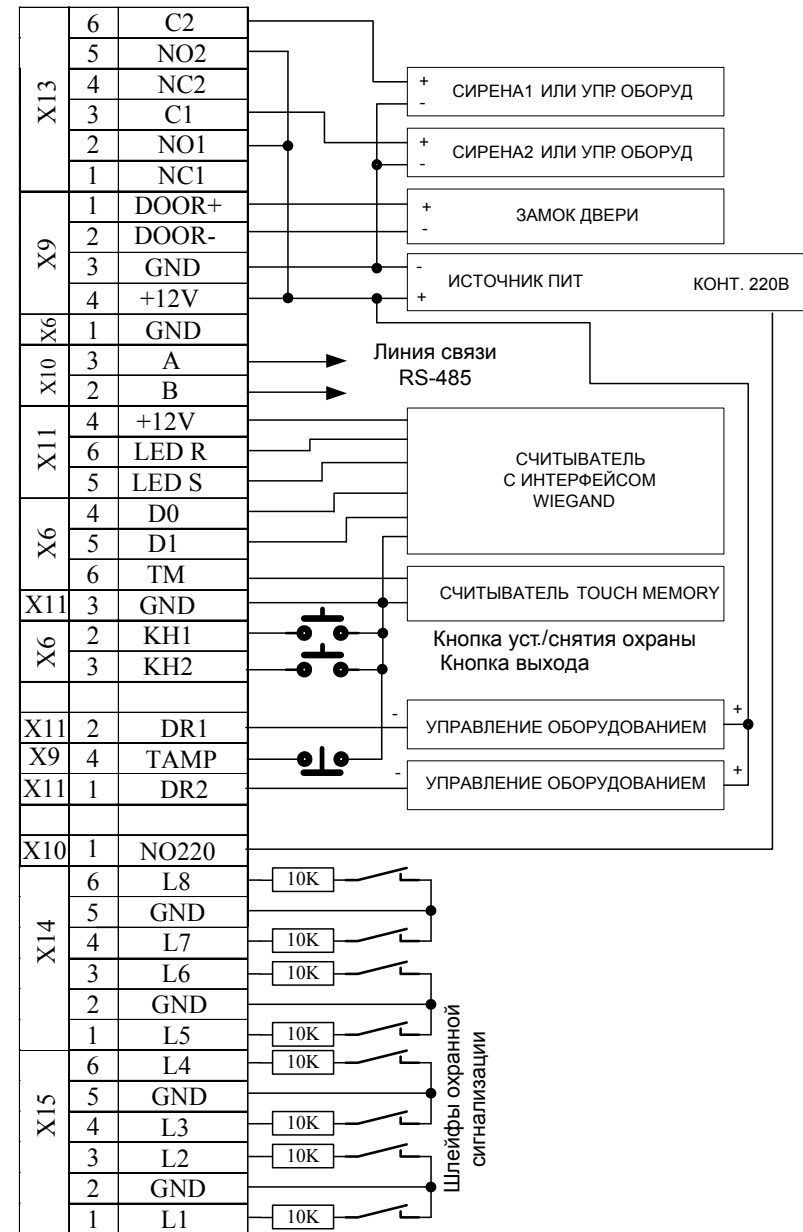 X13
6 C2
5 NO2
4 NC2
3 C1
2 NO1
1 NC1
+ СИРЕНА1 ИЛИ УПР. ОБОРУД
-
+ СИРЕНА2 ИЛИ УПР. ОБОРУД
-
X9
1 DOOR+
2 DOOR-
3 GND
4 +12V
+ ЗАМОК ДВЕРИ
-
- ИСТОЧНИК ПИТ КОНТ. 220В
+
X6 1 GND
X10
3 A
2 B
Линия связи
RS-485
X11
4 +12V
6 LED R
5 LED S
X6
4 D0
5 D1
6 TM
СЧИТЫВАТЕЛЬ
С ИНТЕРФЕЙСОМ
WIEGAND
СЧИТЫВАТЕЛЬ TOUCH MEMORY
X11 3 GND
X6
2 KH1
3 KH2
Кнопка уст./снятия охраны
Кнопка выхода
X11 2 DR1
- УПРАВЛЕНИЕ ОБОРУДОВАНИЕМ +
X9 4 TAMP
X11 1 DR2
- УПРАВЛЕНИЕ ОБОРУДОВАНИЕМ +
X10 1 NO220
X14
6 L8 10K
5 GND
4 L7 10K
3 L6 10K
2 GND
1 L5 10K
X15
6 L4 10K
5 GND
4 L3 10K
3 L2 10K
2 GND
1 L1 10K
Шлейфы охранной
сигнализации